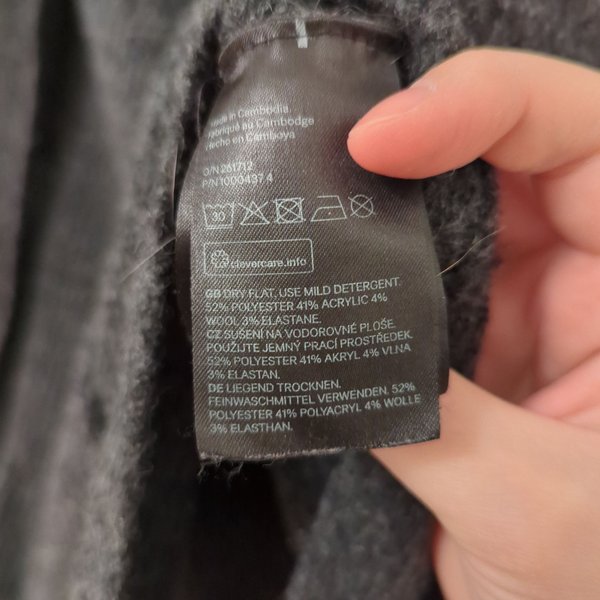 Made in Cambodia
Fabriqué au Cambodge
Hecho en Camboya
O/N 261712
P/N 1000437.4
30
clevercare.info
GB DRY FLAT. USE MILD DETERGENT.
52% POLYESTER 41% ACRYLIC 4%
WOOL 3% ELASTANE.
CZ SUŠENÍ NA VODOROVNÉ PLOŠE.
POUŽIJTE JEMNÝ PRACÍ PROSTŘEDEK.
52% POLYESTER 41% AKRYL 4% VLNA
3% ELASTAN.
DE LIEGEND TROCKNEN.
FEINWASCHMITTEL VERWENDEN. 52%
POLYESTER 41% POLYACRYL 4% WOLLE
3% ELASTHAN.